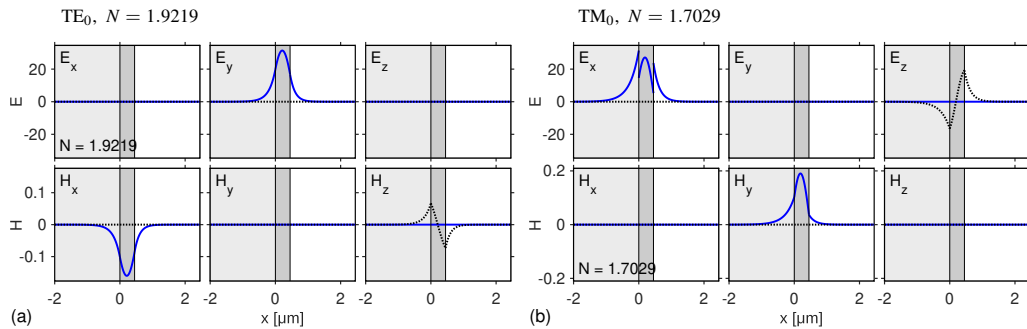 TE0, N = 1.9219
TM0, N = 1.7029
Ex Ey Ez
20
0
-20
E
N = 1.9219
Hx Hy Hz
0.1
0
-0.1
H
-2 0 2 -2 0 2 -2 0 2
(a) x [μm]
Ex Ey Ez
20
0
-20
E
Hx Hy Hz
0.2
0
-0.2
H
N = 1.7029
-2 0 2 -2 0 2 -2 0 2
(b) x [μm]